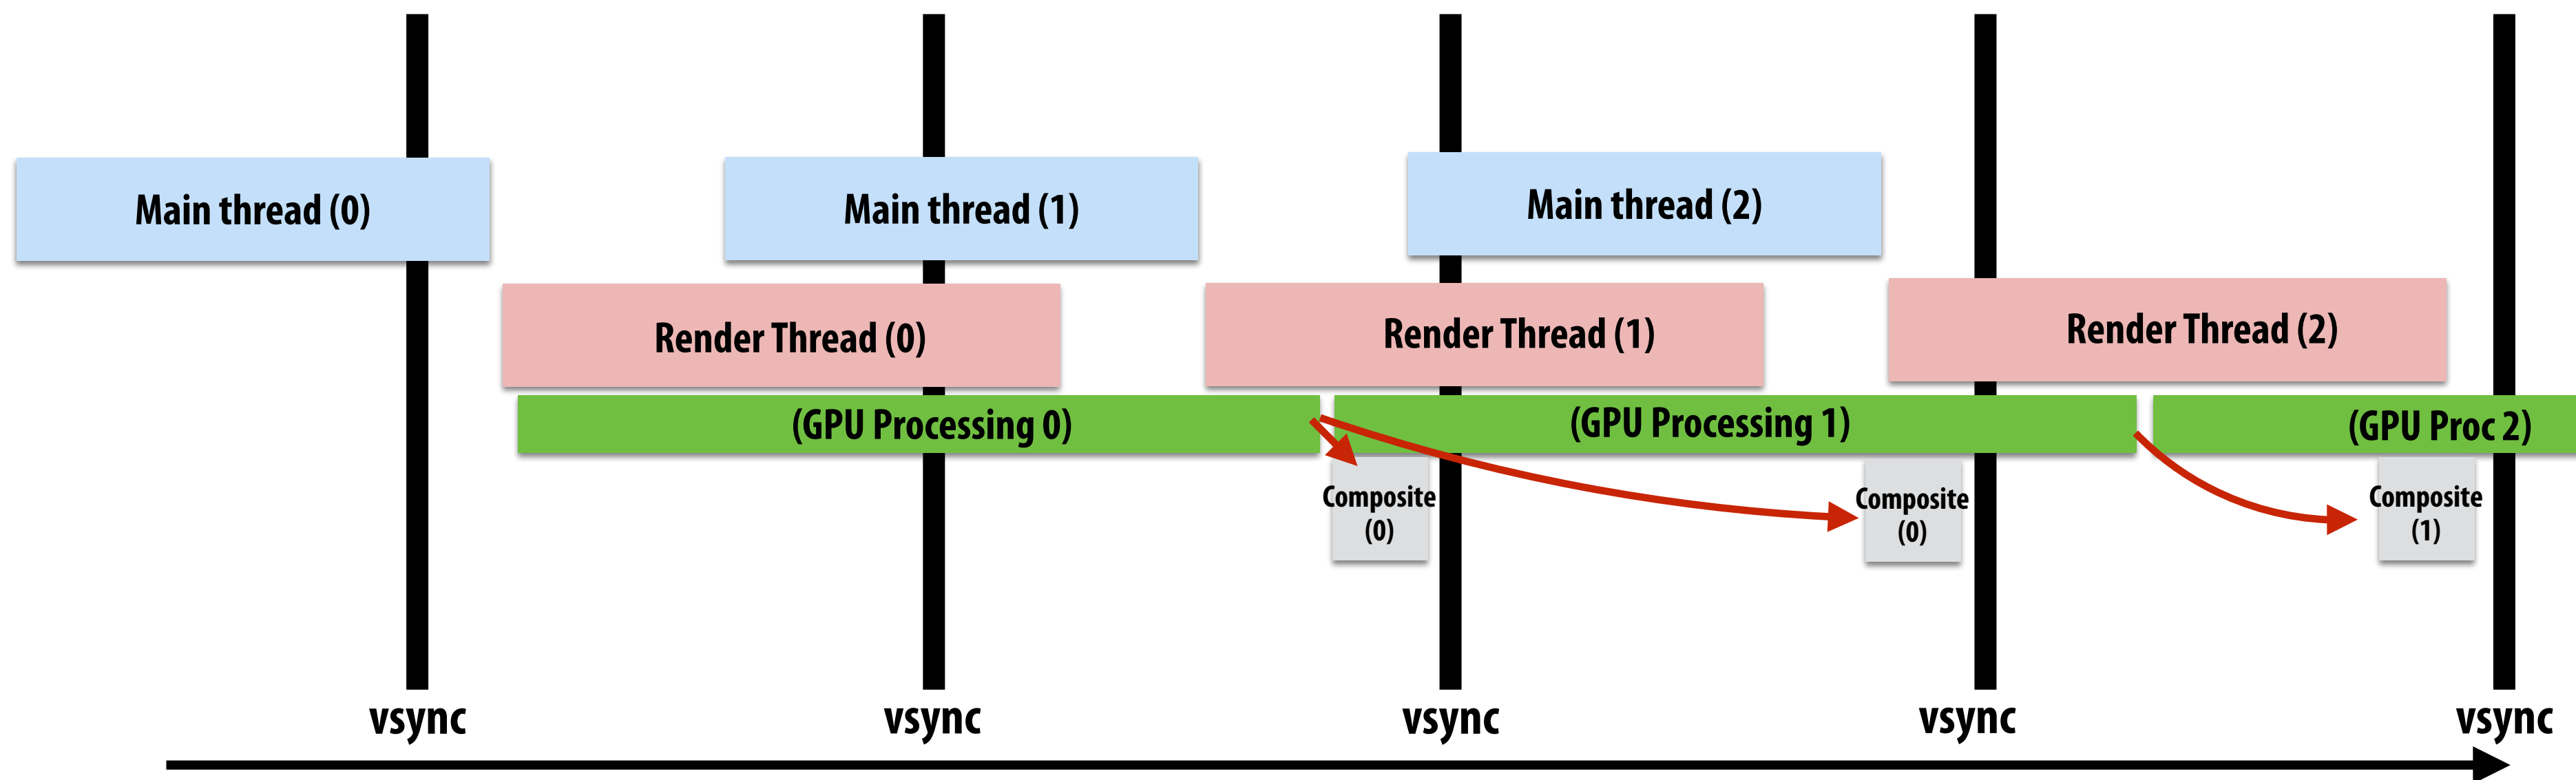 Main thread (0)
Main thread (1)
Main thread (2)
Render Thread (0)
Render Thread (1)
Render Thread (2)
(GPU Processing 0)
(GPU Processing 1)
(GPU Proc 2)
Composite
(0)
Composite
(0)
Composite
(1)
vsync
vsync
vsync
vsync
vsync